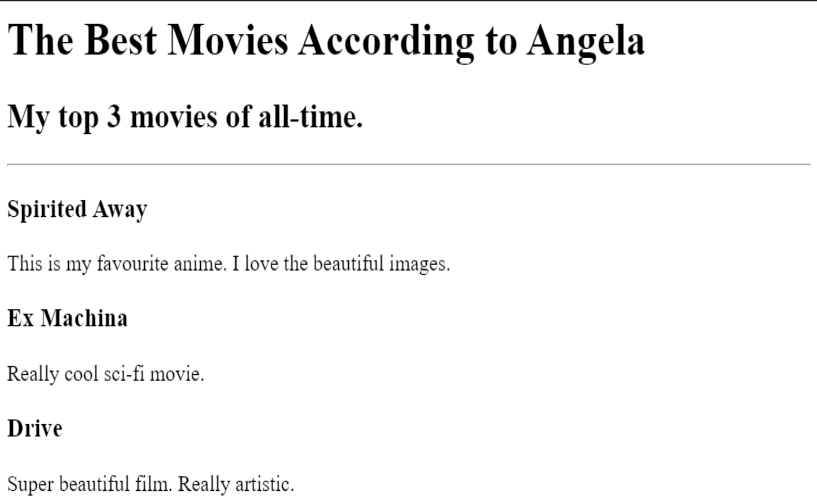 The Best Movies According to Angela
My top 3 movies of all-time.
Spirited Away
This is my favourite anime. I love the beautiful images.
Ex Machina
Really cool sci-fi movie.
Drive
Super beautiful film. Really artistic.